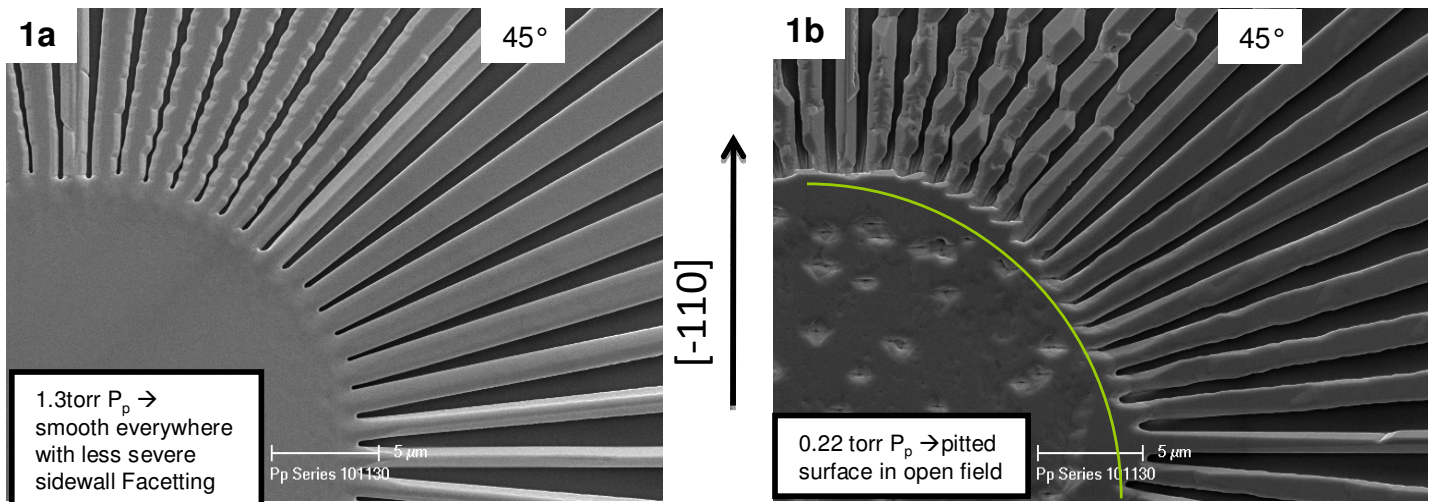 1a
45°
1.3torr Pp →
smooth everywhere
with less severe
sidewall Facetting
5 µm
Pp Series 101130
[-110]
1b
45°
0.22 torr Pp →pitted
surface in open field
5 µm
Pp Series 101130